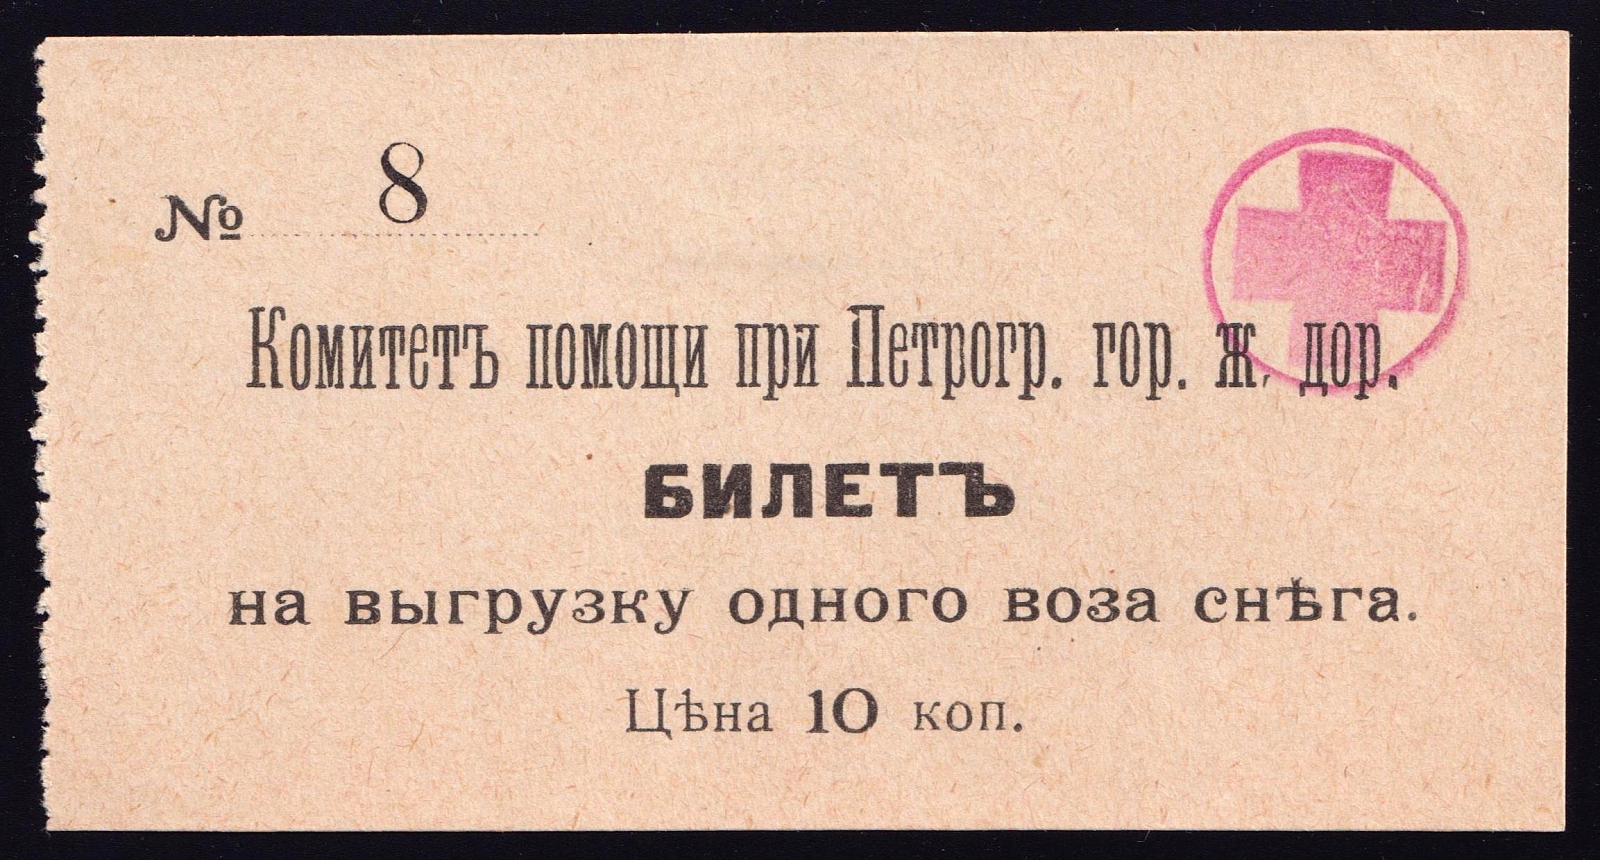 № 8
Комитетъ помощи при Петрогр. гор. ж. дор.
БИЛЕТЪ
на выгрузку одного воза снѣга.
Цѣна 10 коп.